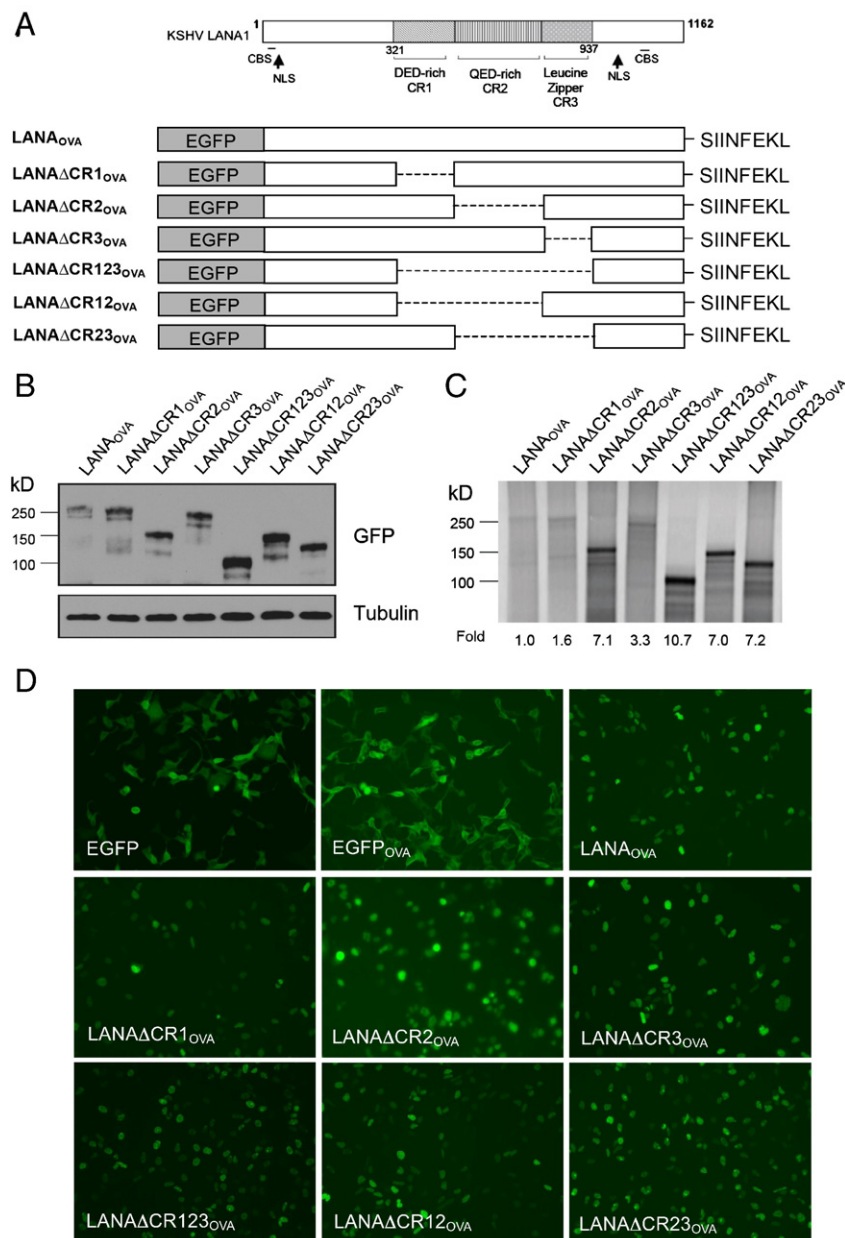 A
1 1162
KSHV LANA1
321 937
CBS CBS
NLS NLS
DED-rich CR1
QED-rich CR2
Leucine Zipper CR3
LANAOVA EGFP SIINFEKL
LANAΔCR1OVA EGFP SIINFEKL
LANAΔCR2OVA EGFP SIINFEKL
LANAΔCR3OVA EGFP SIINFEKL
LANAΔCR123OVA EGFP SIINFEKL
LANAΔCR12OVA EGFP SIINFEKL
LANAΔCR23OVA EGFP SIINFEKL
B
LANAOVA
LANAΔCR1OVA
LANAΔCR2OVA
LANAΔCR3OVA
LANAΔCR123OVA
LANAΔCR12OVA
LANAΔCR23OVA
kD
250
150
100
GFP
Tubulin
C
LANAOVA
LANAΔCR1OVA
LANAΔCR2OVA
LANAΔCR3OVA
LANAΔCR123OVA
LANAΔCR12OVA
LANAΔCR23OVA
kD
250
150
100
Fold 1.0 1.6 7.1 3.3 10.7 7.0 7.2
D
EGFP
EGFPOVA
LANAOVA
LANAΔCR1OVA
LANAΔCR2OVA
LANAΔCR3OVA
LANAΔCR123OVA
LANAΔCR12OVA
LANAΔCR23OVA